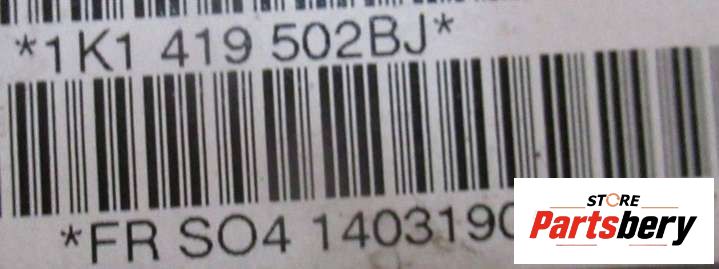 *1K1 419 502BJ*
*FR SO4 140319
STORE
Partsbery